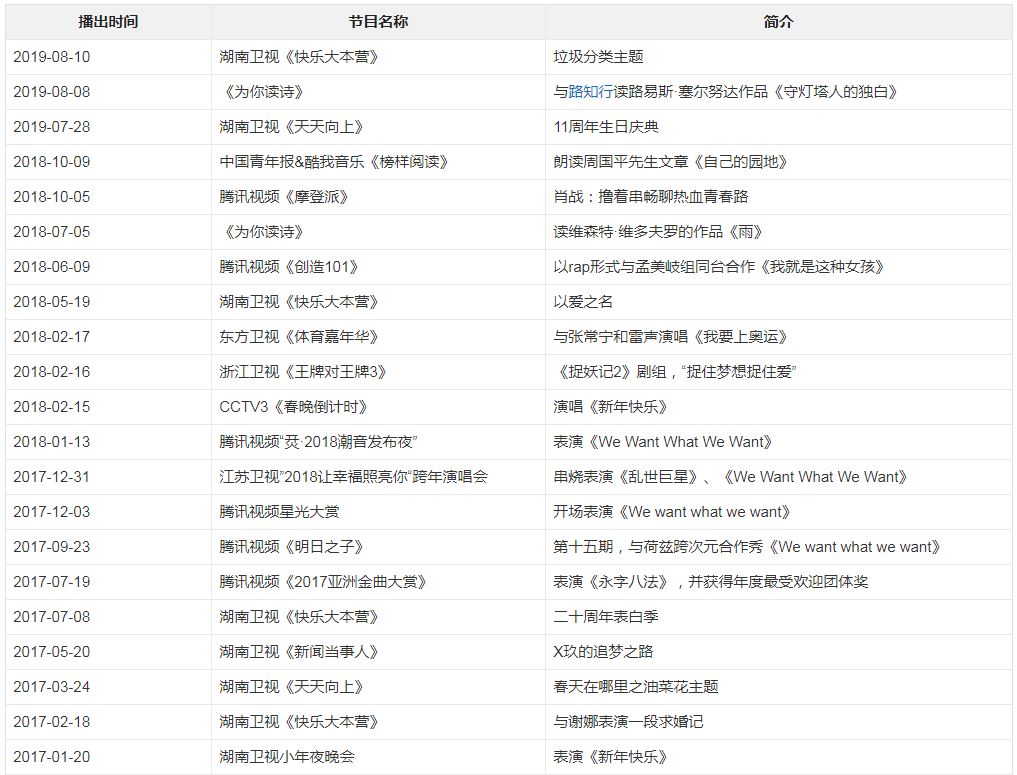 播出时间 节目名称 简介
2019-08-10 湖南卫视《快乐大本营》 垃圾分类主题
2019-08-08 《为你读诗》 与路知行读路易斯·塞尔努达作品《守灯塔人的独白》
2019-07-28 湖南卫视《天天向上》 11周年生日庆典
2018-10-09 中国青年报&酷我音乐《榜样阅读》 朗读周国平先生文章《自己的园地》
2018-10-05 腾讯视频《摩登派》 肖战：撸着串畅聊热血青春路
2018-07-05 《为你读诗》 读维森特·维多夫罗的作品《雨》
2018-06-09 腾讯视频《创造101》 以rap形式与孟美岐组同台合作《我就是这种女孩》
2018-05-19 湖南卫视《快乐大本营》 以爱之名
2018-02-17 东方卫视《体育嘉年华》 与张常宁和雷声演唱《我要上奥运》
2018-02-16 浙江卫视《王牌对王牌3》 《捉妖记2》剧组，“捉住梦想捉住爱”
2018-02-15 CCTV3《春晚倒计时》 演唱《新年快乐》
2018-01-13 腾讯视频“焚·2018潮音发布夜” 表演《We Want What We Want》
2017-12-31 江苏卫视”2018让幸福照亮你“跨年演唱会 串烧表演《乱世巨星》、《We Want What We Want》
2017-12-03 腾讯视频星光大赏 开场表演《We want what we want》
2017-09-23 腾讯视频《明日之子》 第十五期，与荷兹跨次元合作秀《We want what we want》
2017-07-19 腾讯视频《2017亚洲金曲大赏》 表演《永字八法》，并获得年度最受欢迎团体奖
2017-07-08 湖南卫视《快乐大本营》 二十周年表白季
2017-05-20 湖南卫视《新闻当事人》 X玖的追梦之路
2017-03-24 湖南卫视《天天向上》 春天在哪里之油菜花主题
2017-02-18 湖南卫视《快乐大本营》 与谢娜表演一段求婚记
2017-01-20 湖南卫视小年夜晚会 表演《新年快乐》